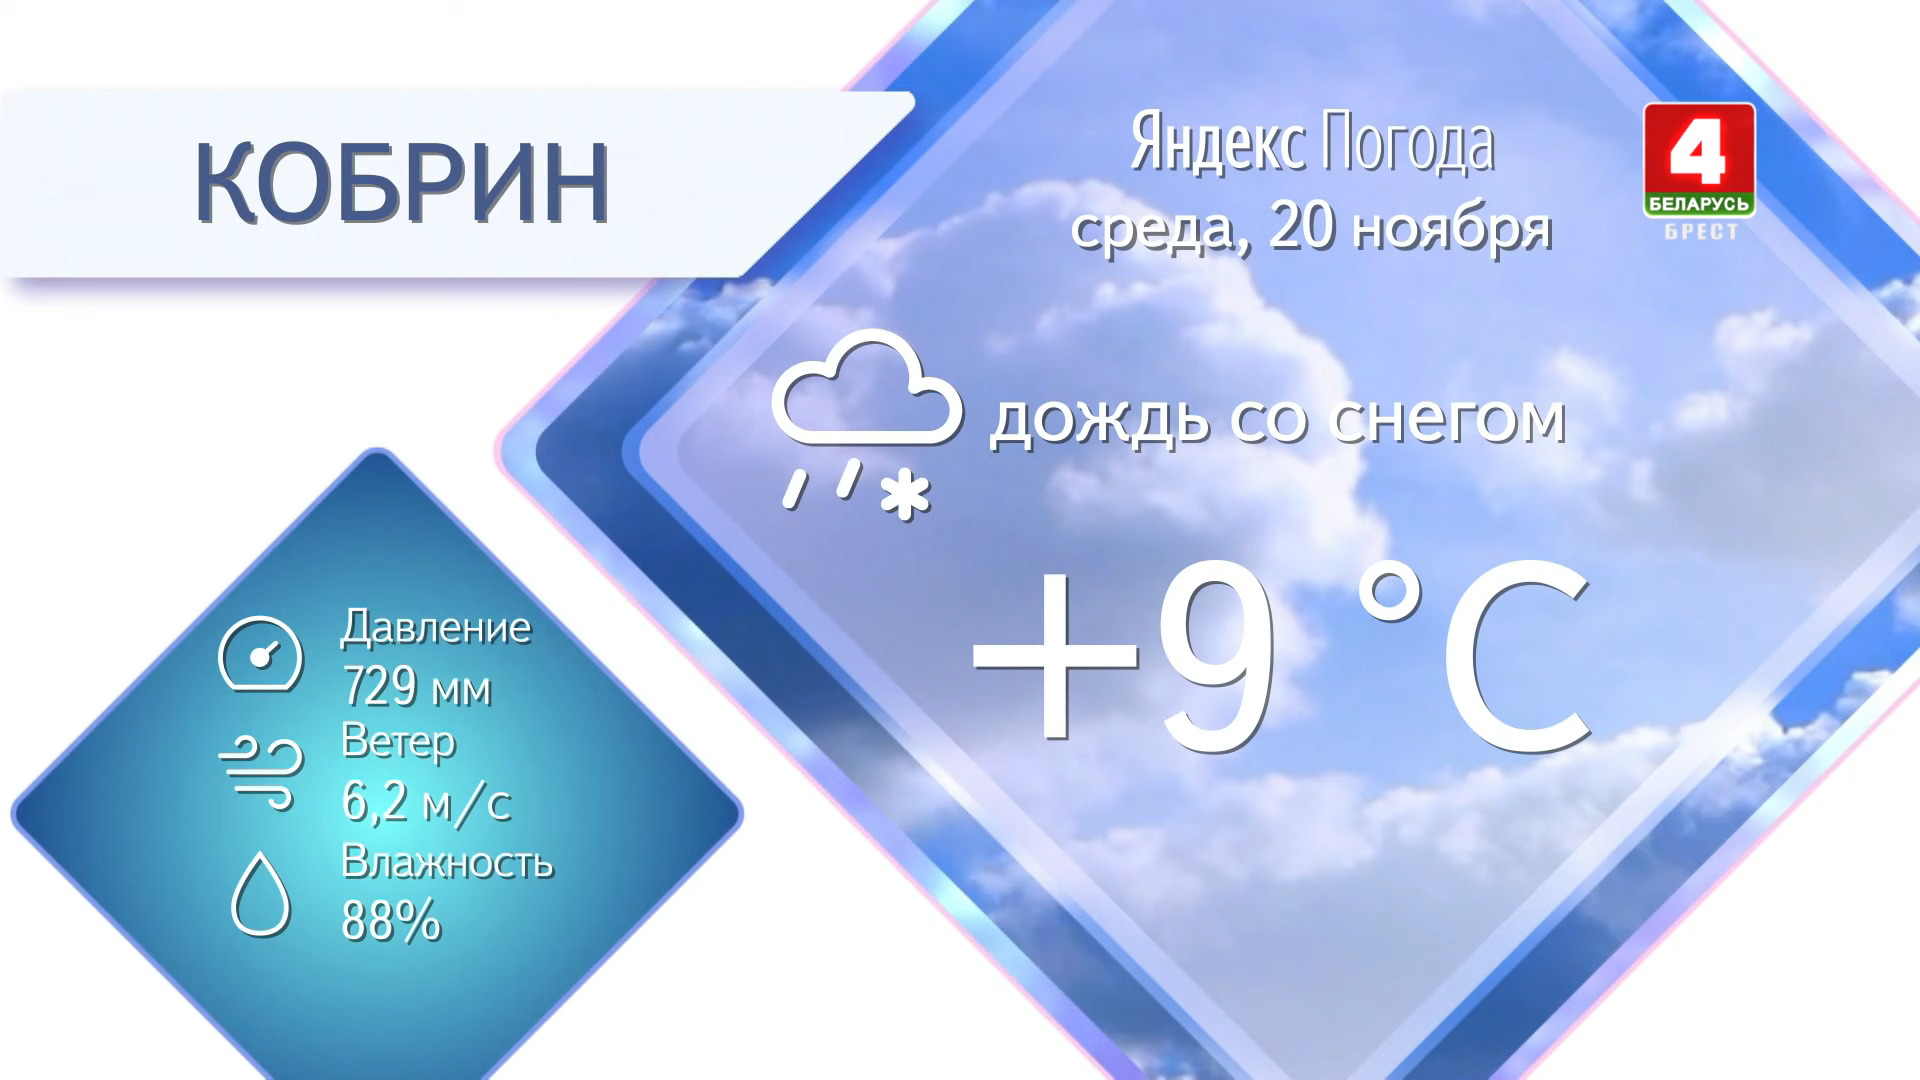 КОБРИН
Яндекс Погода
среда, 20 ноября
4
БЕЛАРУСЬ
БРЕСТ
дождь со снегом
+9 °C
Давление
729 мм
Ветер
6,2 м/с
Влажность
88%